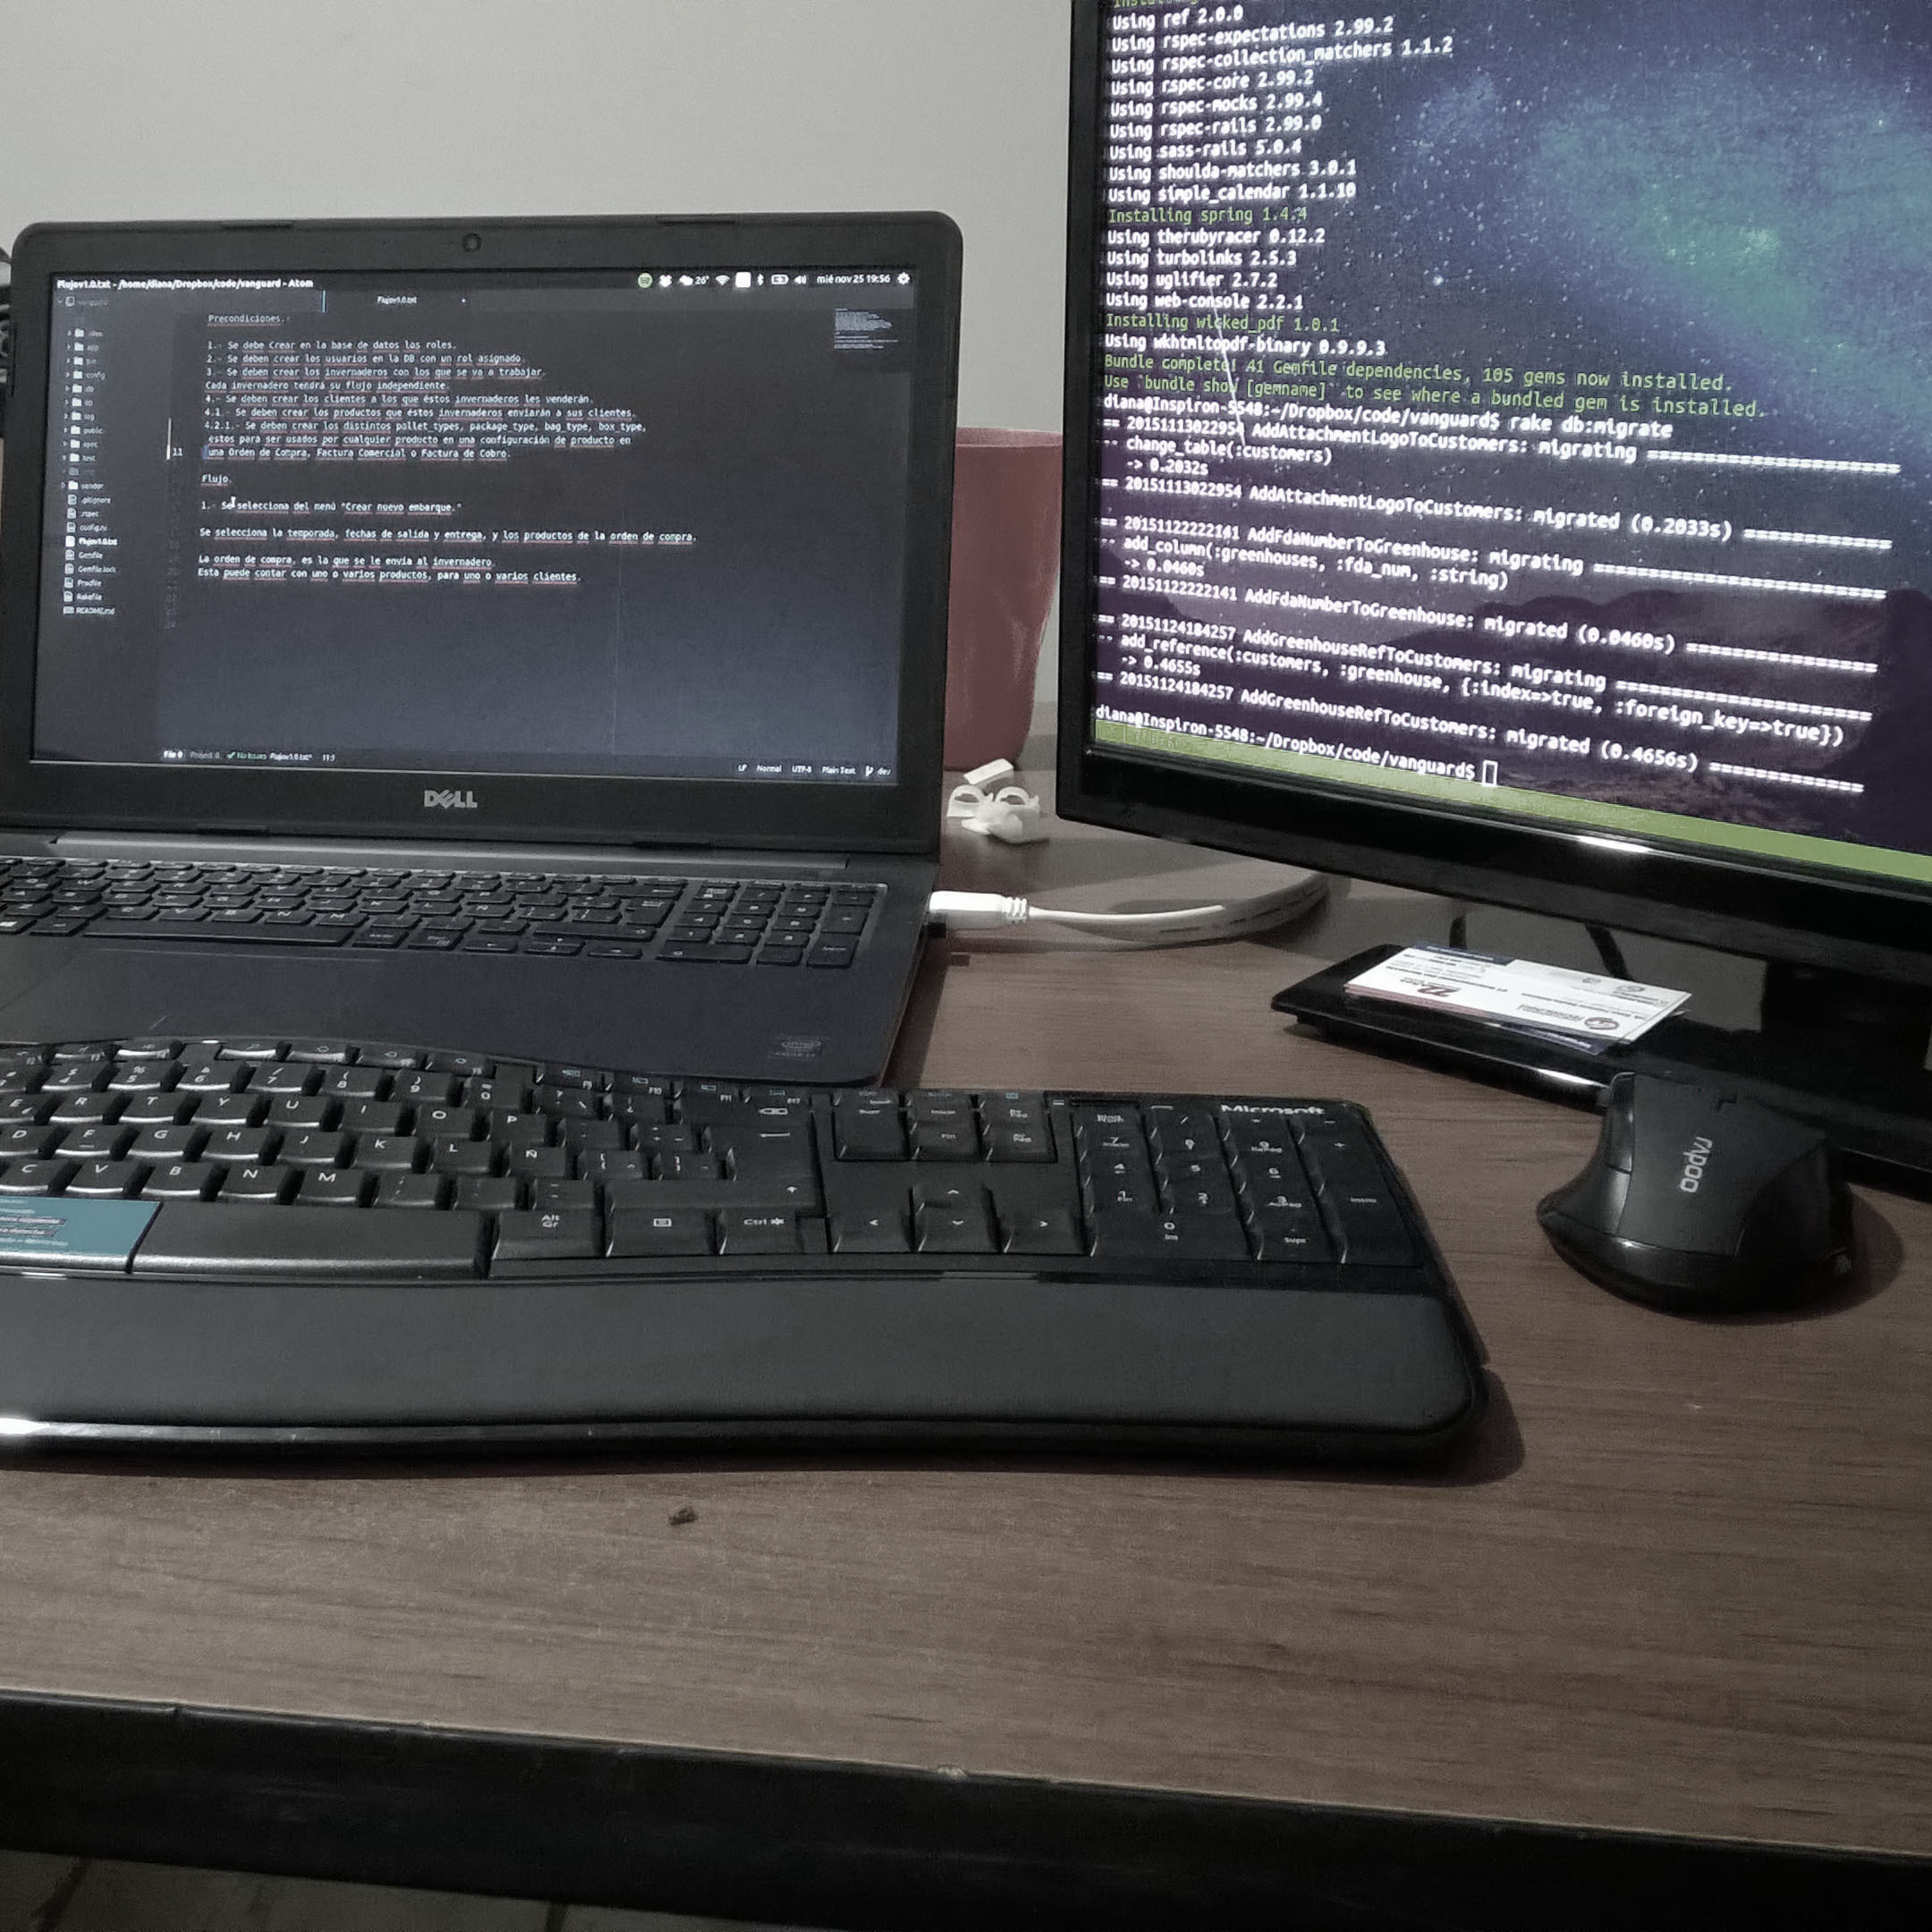 Flujov1.0.txt - /home/diana/Dropbox/code/vanguard - Atom
26° mié nov 25 19:56
vanguard
Flujov1.0.txt
app
config
db
lib
log
public
spec
test
vendor
.gitignore
.rspec
config.ru
Flujov1.0.txt
Gemfile
Gemfile.lock
Procfile
Rakefile
README.md
Precondiciones.-
1.- Se debe Crear en la base de datos los roles.
2.- Se deben crear los usuarios en la DB con un rol asignado.
3.- Se deben crear los invernaderos con los que se va a trabajar.
Cada invernadero tendrá su flujo independiente.
4.- Se deben crear los clientes a los que éstos invernaderos les venderán.
4.1.- Se deben crear los productos que éstos invernaderos enviarán a sus clientes.
4.2.1.- Se deben crear los distintos pallet_types, package_type, bag_type, box_type,
éstos para ser usados por cualquier producto en una configuración de producto en
11 una Orden de Compra, Factura Comercial o Factura de Cobro.
Flujo.
1.- Se selecciona del menú "Crear nuevo embarque."
Se selecciona la temporada, fechas de salida y entrega, y los productos de la orden de compra.
La orden de compra, es la que se le envía al invernadero.
Esta puede contar con uno o varios productos, para uno o varios clientes.
File 0 Project 0 No Issues Flujov1.0.txt* 11:1
LF Normal UTF-8 Plain Text dev
DELL
Using ref 2.0.0
Using rspec-expectations 2.99.2
Using rspec-collection_matchers 1.1.2
Using rspec-core 2.99.2
Using rspec-mocks 2.99.4
Using rspec-rails 2.99.0
Using sass-rails 5.0.4
Using shoulda-matchers 3.0.1
Using simple_calendar 1.1.10
Installing spring 1.4.4
Using therubyracer 0.12.2
Using turbolinks 2.5.3
Using uglifier 2.7.2
Using web-console 2.2.1
Installing wicked_pdf 1.0.1
Using wkhtmltopdf-binary 0.9.9.3
Bundle complete! 41 Gemfile dependencies, 105 gems now installed.
Use `bundle show [gemname]` to see where a bundled gem is installed.
diana@Inspiron-5548:~/Dropbox/code/vanguard$ rake db:migrate
== 20151113022954 AddAttachmentLogoToCustomers: migrating ====================
-- change_table(:customers)
-> 0.2032s
== 20151113022954 AddAttachmentLogoToCustomers: migrated (0.2033s) ===========
== 20151122222141 AddFdaNumberToGreenhouse: migrating ========================
-- add_column(:greenhouses, :fda_num, :string)
-> 0.0460s
== 20151122222141 AddFdaNumberToGreenhouse: migrated (0.0460s) ===============
== 20151124184257 AddGreenhouseRefToCustomers: migrating =====================
-- add_reference(:customers, :greenhouse, {:index=>true, :foreign_key=>true})
-> 0.4655s
== 20151124184257 AddGreenhouseRefToCustomers: migrated (0.4656s) ============
diana@Inspiron-5548:~/Dropbox/code/vanguard$
Microsoft
E R T Y U I O P
D F G H J K L Ñ
C V B N M
Alt Gr
Ctrl
Fin
7 8 9
4 5 6
1 2 3
0
Ins
Supr
rapoo